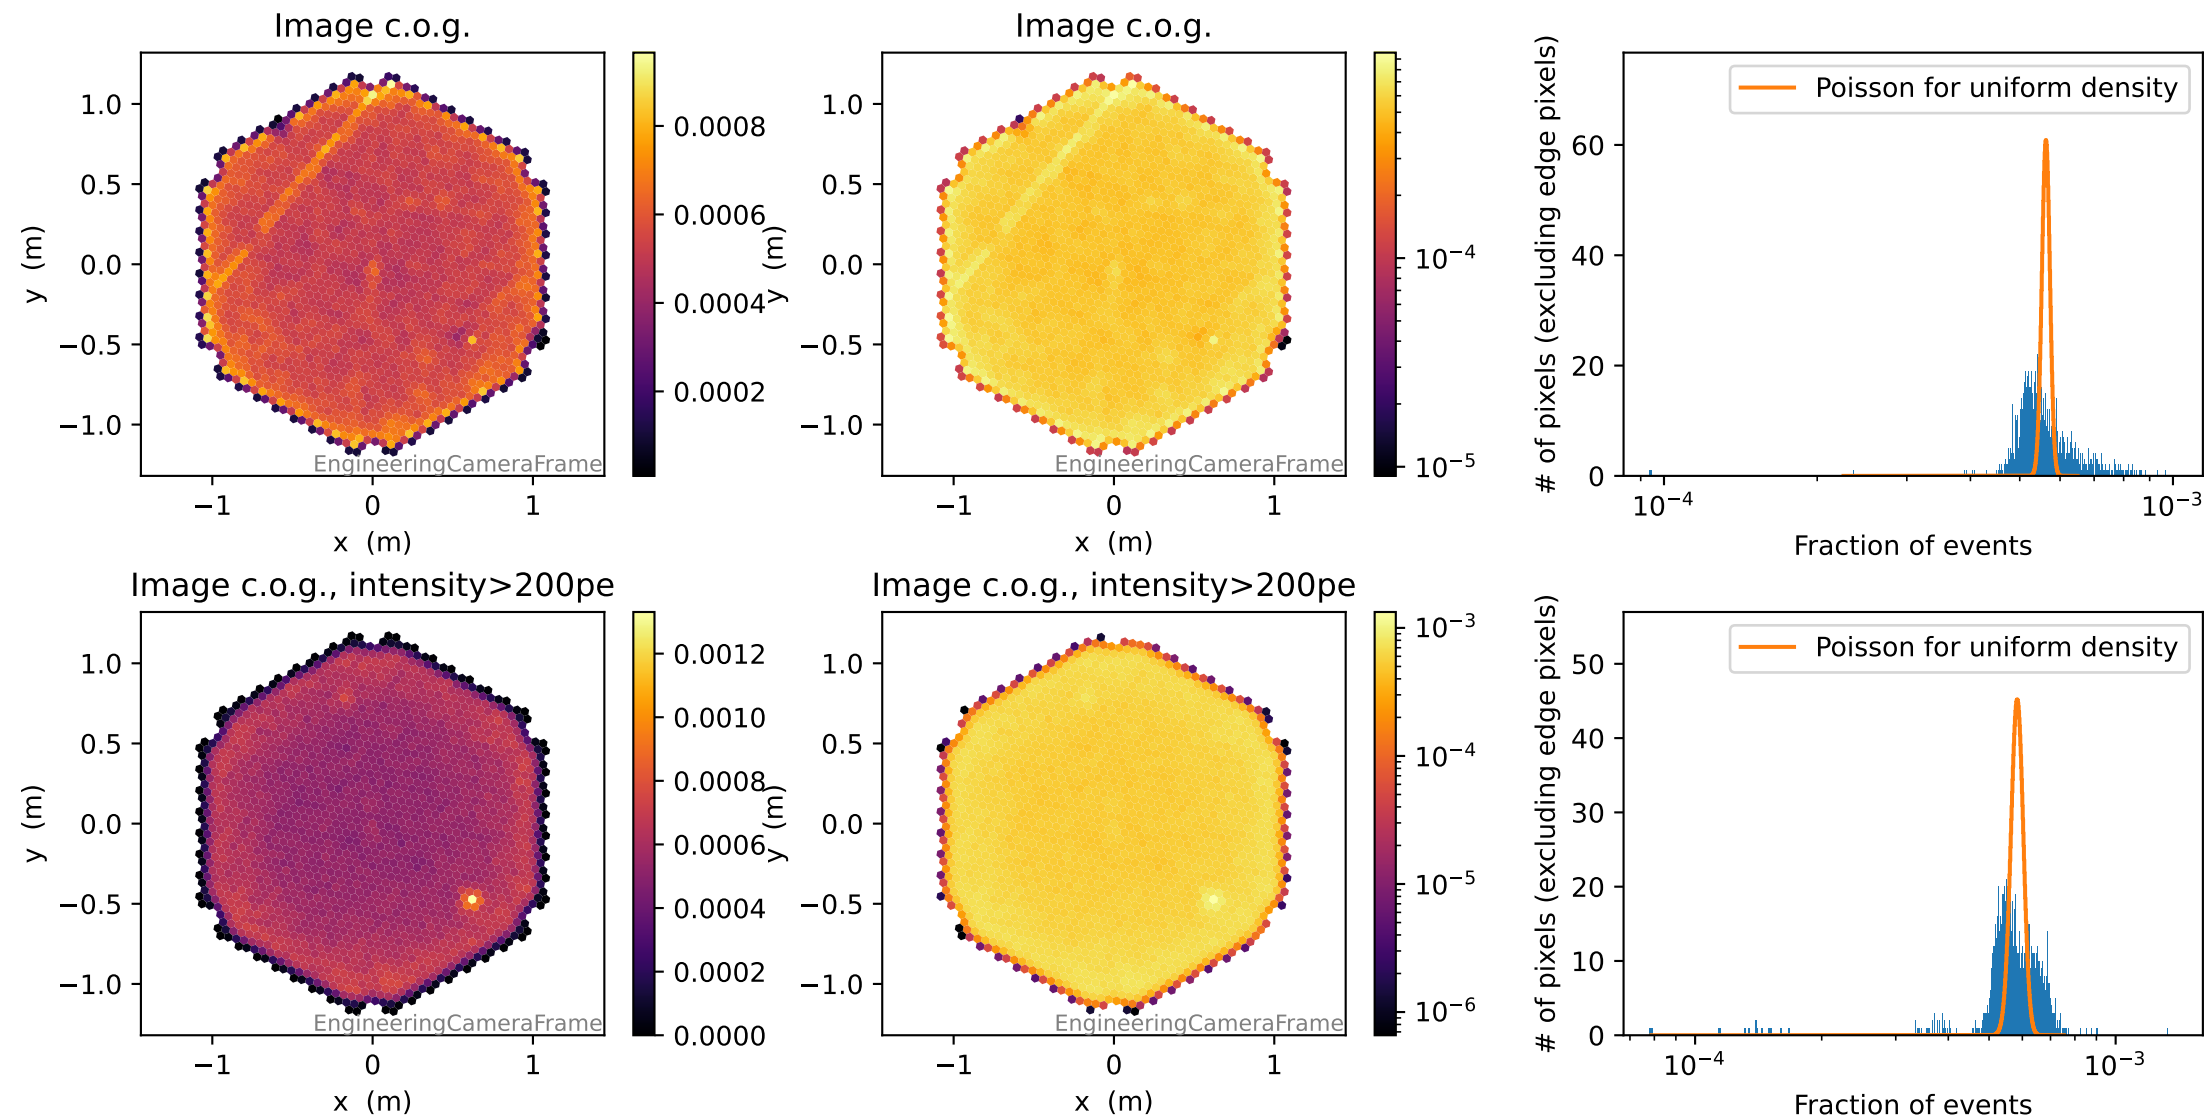 Image c.o.g.
1.0
0.5
0.0
−0.5
−1.0
y (m)
−1
0
1
x (m)
EngineeringCameraFrame
0.0008
0.0006
0.0004
0.0002
Image c.o.g.
1.0
0.5
0.0
−0.5
−1.0
y (m)
−1
0
1
x (m)
EngineeringCameraFrame
10⁻⁴
10⁻⁵
# of pixels (excluding edge pixels)
60
40
20
0
Poisson for uniform density
10⁻⁴
10⁻³
Fraction of events
Image c.o.g., intensity>200pe
1.0
0.5
0.0
−0.5
−1.0
y (m)
−1
0
1
x (m)
EngineeringCameraFrame
0.0012
0.0010
0.0008
0.0006
0.0004
0.0002
0.0000
Image c.o.g., intensity>200pe
1.0
0.5
0.0
−0.5
−1.0
y (m)
−1
0
1
x (m)
EngineeringCameraFrame
10⁻³
10⁻⁴
10⁻⁵
10⁻⁶
# of pixels (excluding edge pixels)
50
40
30
20
10
0
Poisson for uniform density
10⁻⁴
10⁻³
Fraction of events